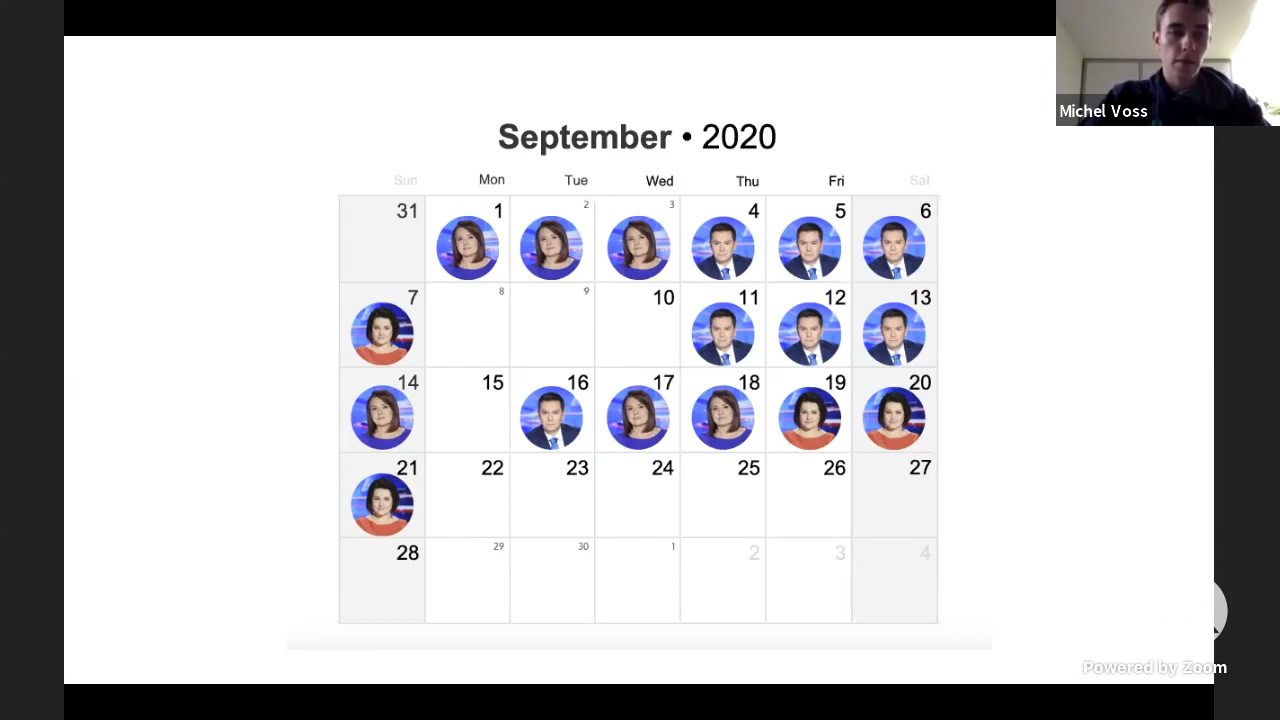 Michel Voss
September • 2020
Sun Mon Tue Wed Thu Fri Sat
31 1 2 3 4 5 6
7 8 9 10 11 12 13
14 15 16 17 18 19 20
21 22 23 24 25 26 27
28 29 30 1 2 3 4
Powered by Zoom